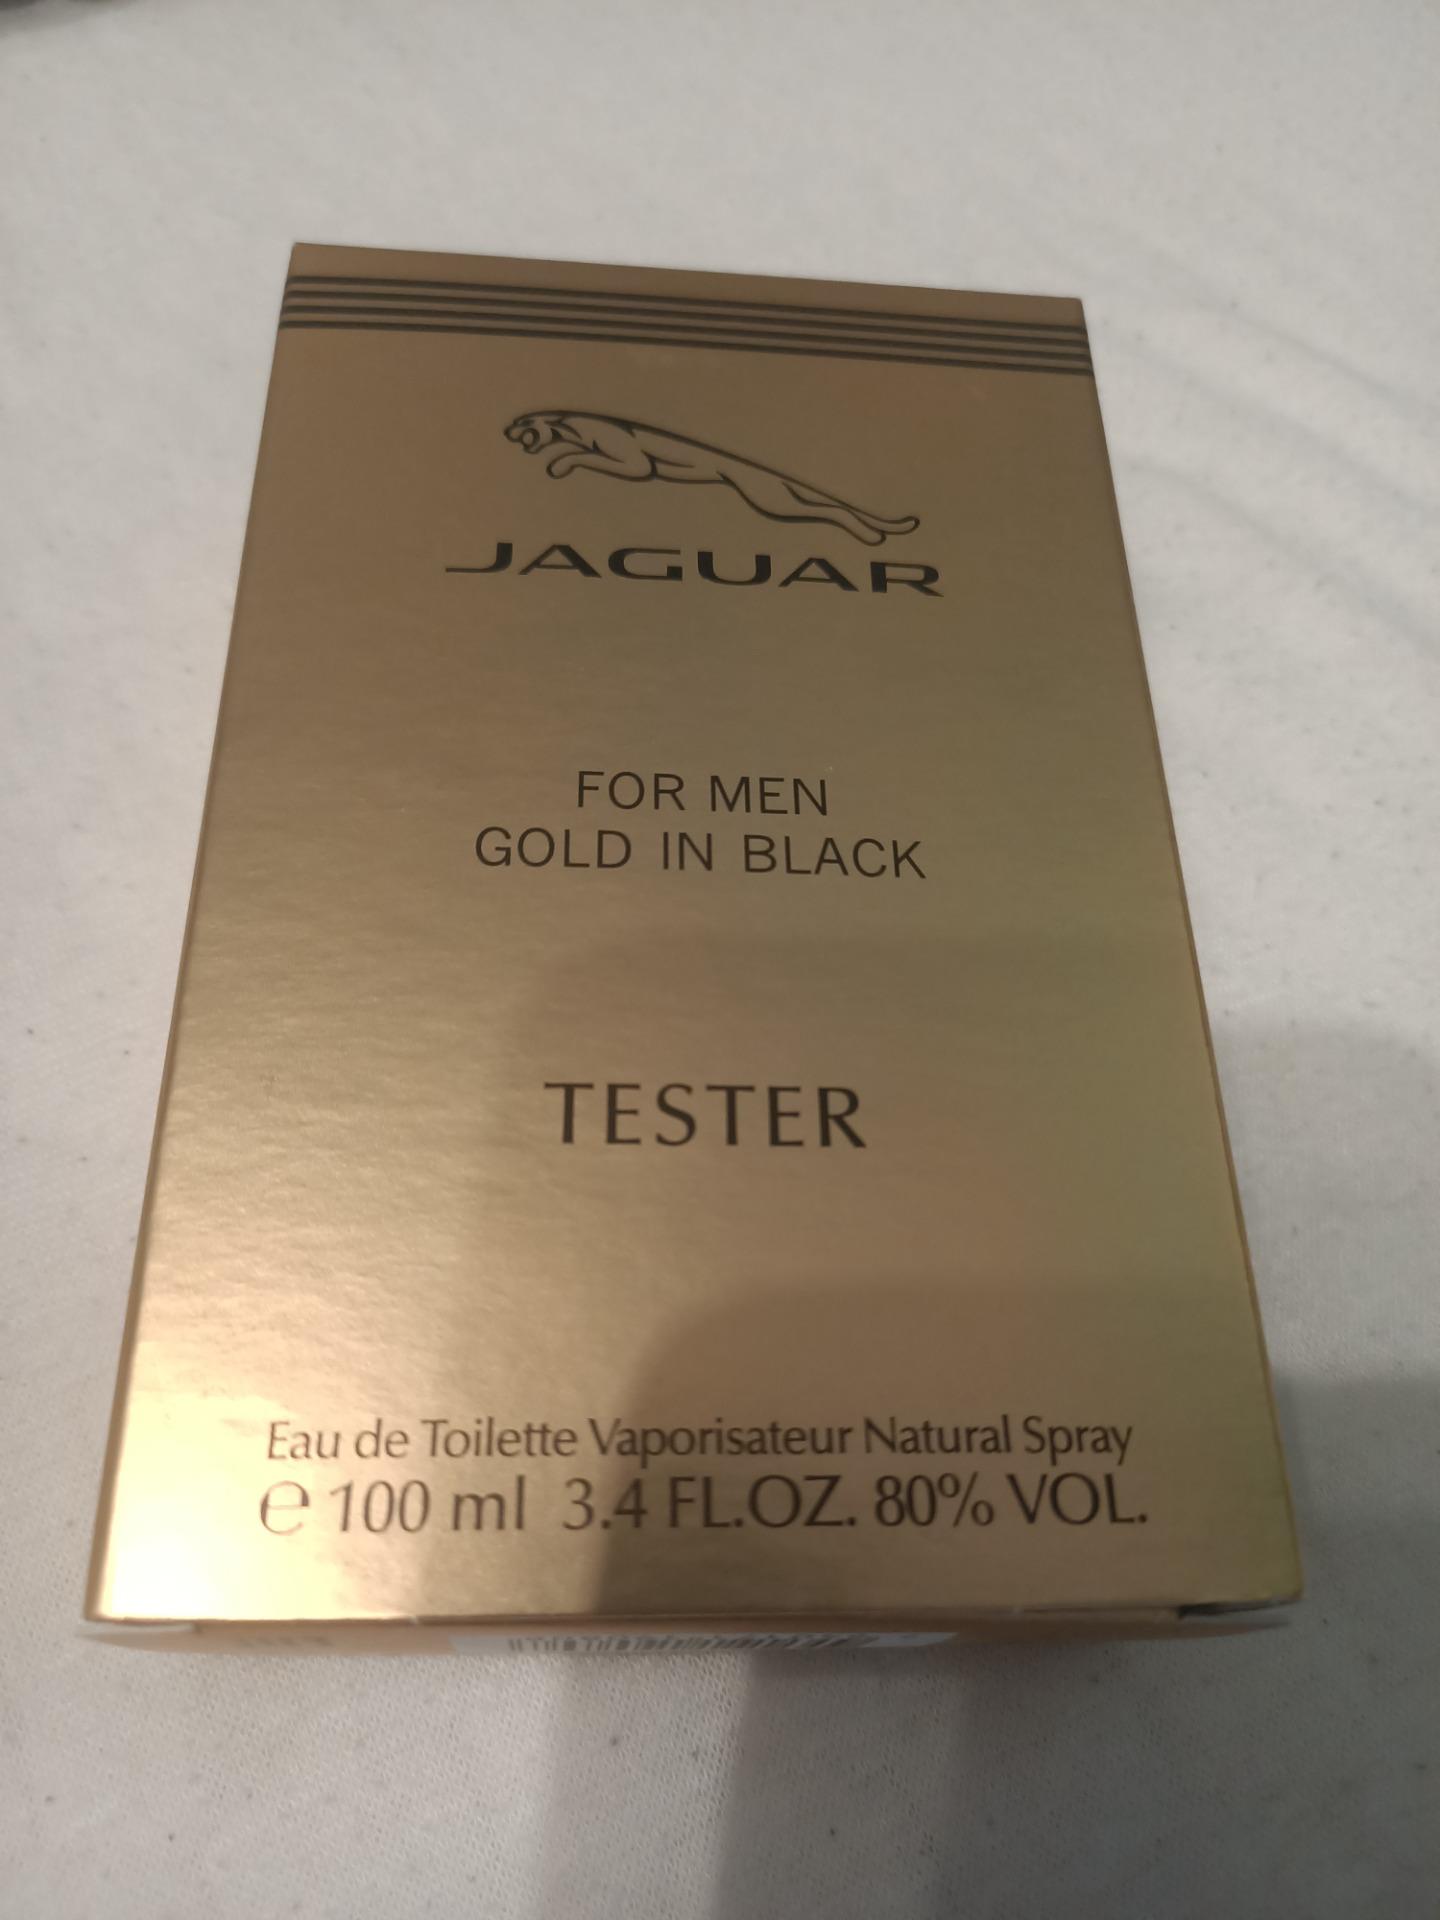 JAGUAR
FOR MEN
GOLD IN BLACK
TESTER
Eau de Toilette Vaporisateur Natural Spray
℮ 100 ml 3.4 FL.OZ. 80% VOL.